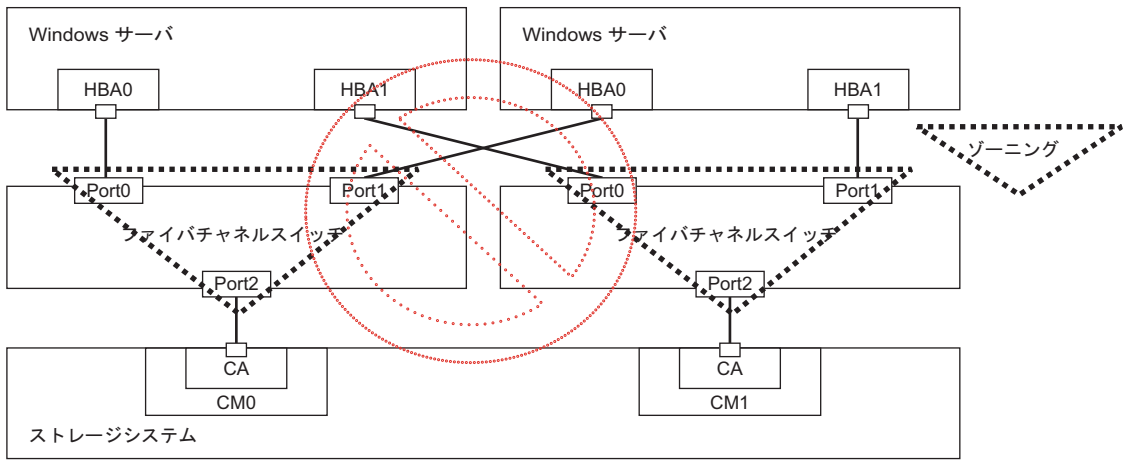 Windows サーバ
Windows サーバ
HBA0
HBA1
HBA0
HBA1
ゾーニング
Port0
Port1
Port0
Port1
ファイバチャネルスイッチ
ファイバチャネルスイッチ
Port2
Port2
CA
CA
CM0
CM1
ストレージシステム